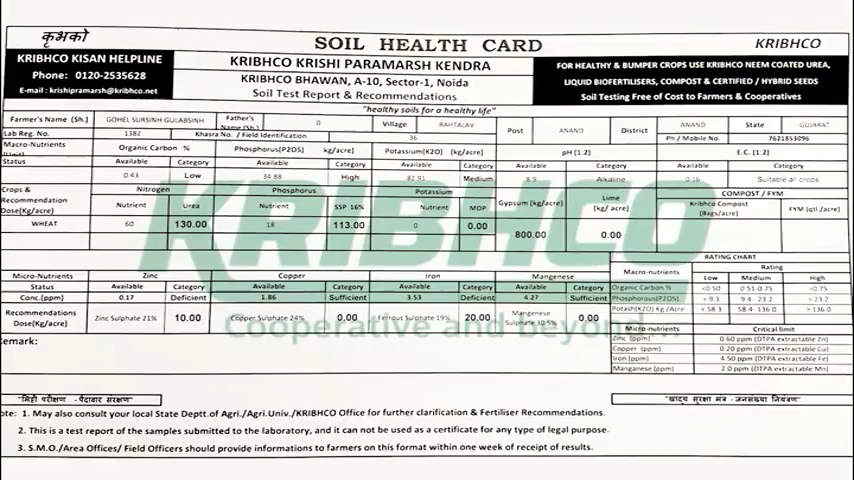 कृभको
SOIL HEALTH CARD
KRIBHCO
KRIBHCO KISAN HELPLINE
Phone: 0120-2535628
E-mail : krishipramarsh@kribhco.net
KRIBHCO KRISHI PARAMARSH KENDRA
KRIBHCO BHAWAN, A-10, Sector-1, Noida
Soil Test Report & Recommendations
FOR HEALTHY & BUMPER CROPS USE KRIBHCO NEEM COATED UREA,
LIQUID BIOFERTILISERS, COMPOST & CERTIFIED / HYBRID SEEDS
Soil Testing Free of Cost to Farmers & Cooperatives
"healthy soils for a healthy life"
Farmer's Name (Sh.) GOHEL SURSINH GULABSINH Father's Name (Sh.) 0 Village RAHTALAV Post ANAND District ANAND State GUJARAT
Lab Reg. No. 1382 Khasra No. / Field Identification 36 Ph / Mobile No. 7621853096
Macro-Nutrients Organic Carbon % Phosphorus(P2O5) kg/acre) Potassium(K2O) (kg/acre) pH (1:2) E.C. (1:2)
Status Available Category Available Category Available Category Available Category Available Category
0.43 Low 34.88 High 82.91 Medium 8.9 Alkaline 0.16 Suitable all crops
Crops & Recommendation Dose(Kg/acre) Nitrogen Phosphorus Potassium Gypsum (kg/acre) Lime (kg/ acre) COMPOST / FYM
Nutrient Urea Nutrient SSP 16% Nutrient MOP Kribhco Compost (Bags/acre) FYM (qtl./acre)
WHEAT 60 130.00 18 113.00 0 0.00 800.00 0.00
RATING CHART
Macro-nutrients Rating
Low Medium High
Organic Carbon % <0.50 0.51-0.75 >0.75
Phosphorous(P2O5) < 9.3 9.4 - 23.2 > 23.2
Potash(K2O) Kg /Acre < 58.3 58.4- 136.0 > 136.0
Micro-nutrients Critical limit
Zinc (ppm) 0.60 ppm (DTPA extractable Zn)
Copper (ppm) 0.20 ppm (DTPA extractable Cu)
Iron (ppm) 4.50 ppm (DTPA extractable Fe)
Manganese (ppm) 2.0 ppm (DTPA extractable Mn)
Micro-Nutrients Zinc Copper Iron Mengenese
Status Available Category Available Category Available Category Available Category
Conc.(ppm) 0.17 Deficient 1.86 Sufficient 3.53 Deficient 4.27 Sufficient
Recommendations Dose(Kg/acre) Zinc Sulphate 21% 10.00 Copper Sulphate 24% 0.00 Ferrous Sulphate 19% 20.00 Manganese Sulphate 30.5% 0.00
KRIBHCO
Cooperative and beyond...
emark:
"मिट्टी परीक्षण - पैदावार संरक्षण"
"खाद्य सुरक्षा मंत्र - जनसंख्या नियंत्रण"
ote: 1. May also consult your local State Deptt.of Agri./Agri.Univ./KRIBHCO Office for further clarification & Fertiliser Recommendations.
2. This is a test report of the samples submitted to the laboratory, and it can not be used as a certificate for any type of legal purpose.
3. S.M.O./Area Offices/ Field Officers should provide informations to farmers on this format within one week of receipt of results.